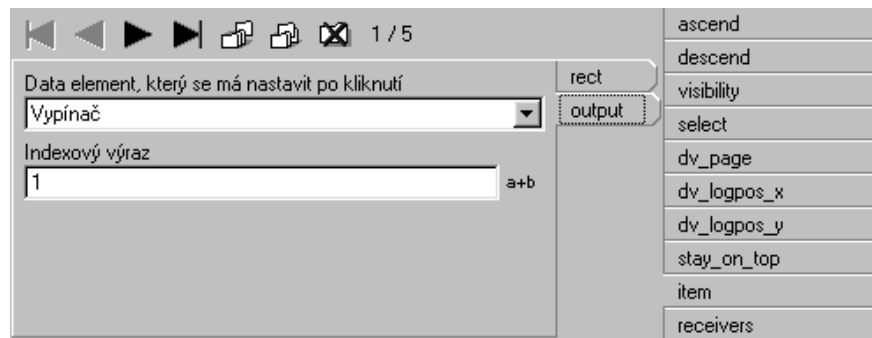 1 / 5
Data element, který se má nastavit po kliknutí
Vypínač
Indexový výraz
1
a+b
rect
output
ascend
descend
visibility
select
dv_page
dv_logpos_x
dv_logpos_y
stay_on_top
item
receivers